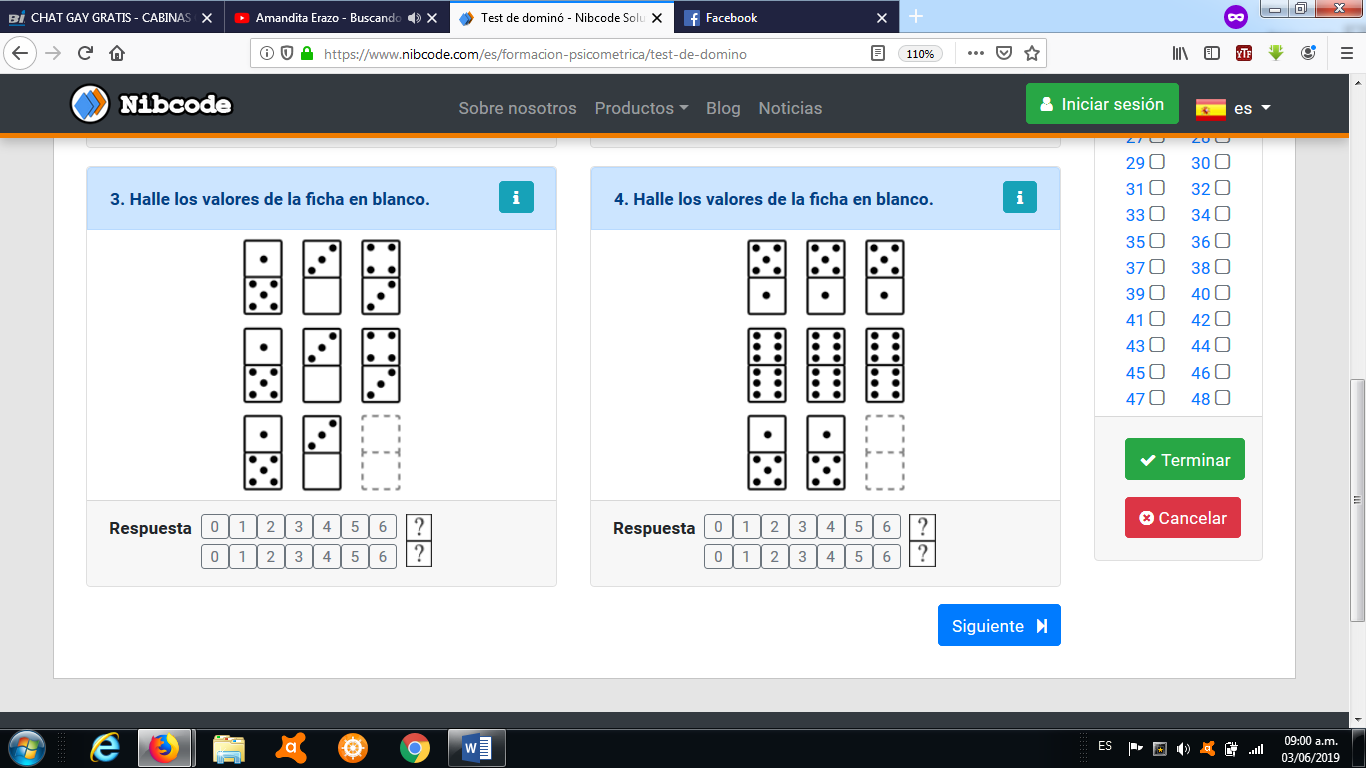 CHAT GAY GRATIS - CABINAS
Amandita Erazo - Buscando
Test de dominó - Nibcode Solu
Facebook
https://www.nibcode.com/es/formacion-psicometrica/test-de-domino
110%
Nibcode
Sobre nosotros
Productos
Blog
Noticias
Iniciar sesión
es
27 28
29 30
31 32
33 34
35 36
37 38
39 40
41 42
43 44
45 46
47 48
Terminar
Cancelar
3. Halle los valores de la ficha en blanco.
Respuesta 0 1 2 3 4 5 6 ?
0 1 2 3 4 5 6 ?
4. Halle los valores de la ficha en blanco.
Respuesta 0 1 2 3 4 5 6 ?
0 1 2 3 4 5 6 ?
Siguiente
ES
09:00 a.m.
03/06/2019